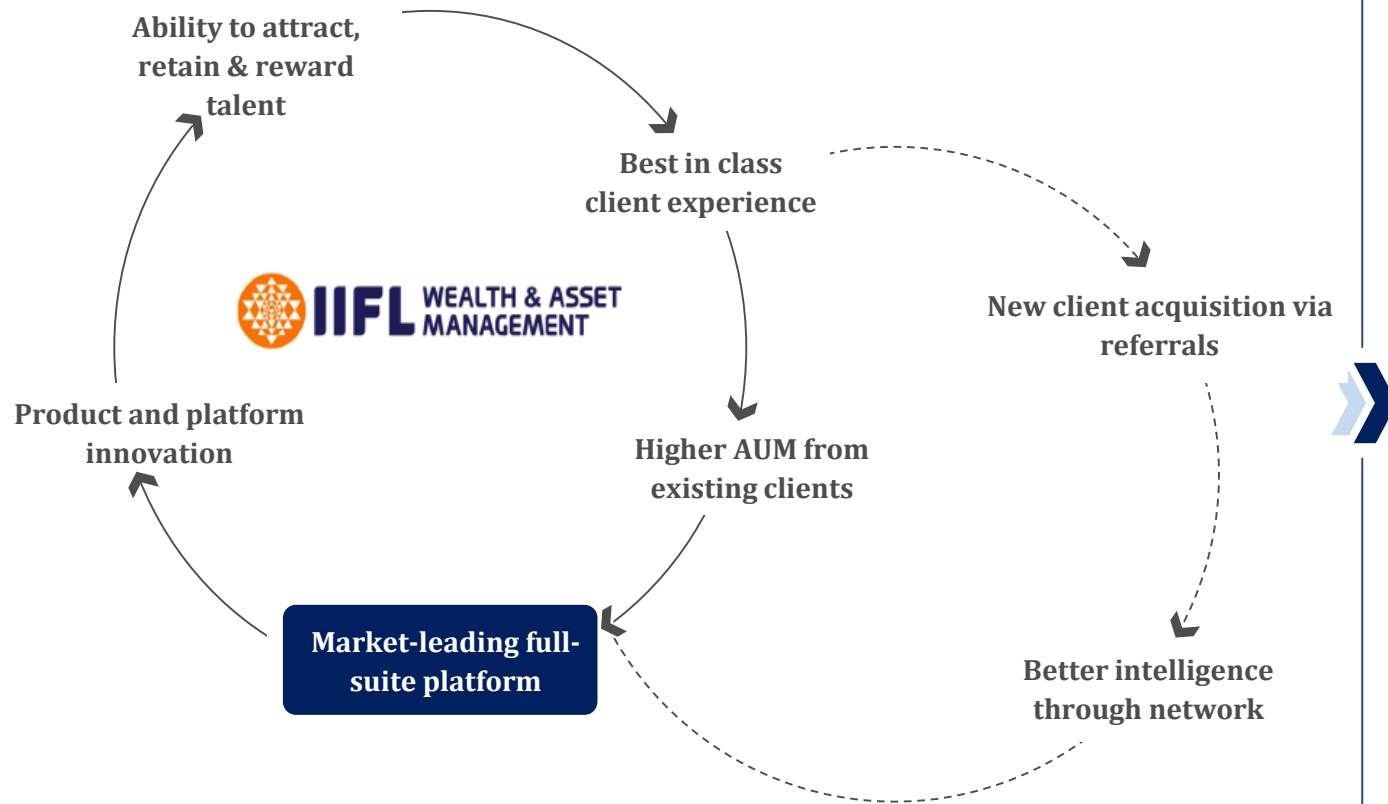 Ability to attract,
retain & reward
talent
Best in class
client experience
IIFL WEALTH & ASSET
MANAGEMENT
New client acquisition via
referrals
Product and platform
innovation
Higher AUM from
existing clients
Market-leading full-
suite platform
Better intelligence
through network